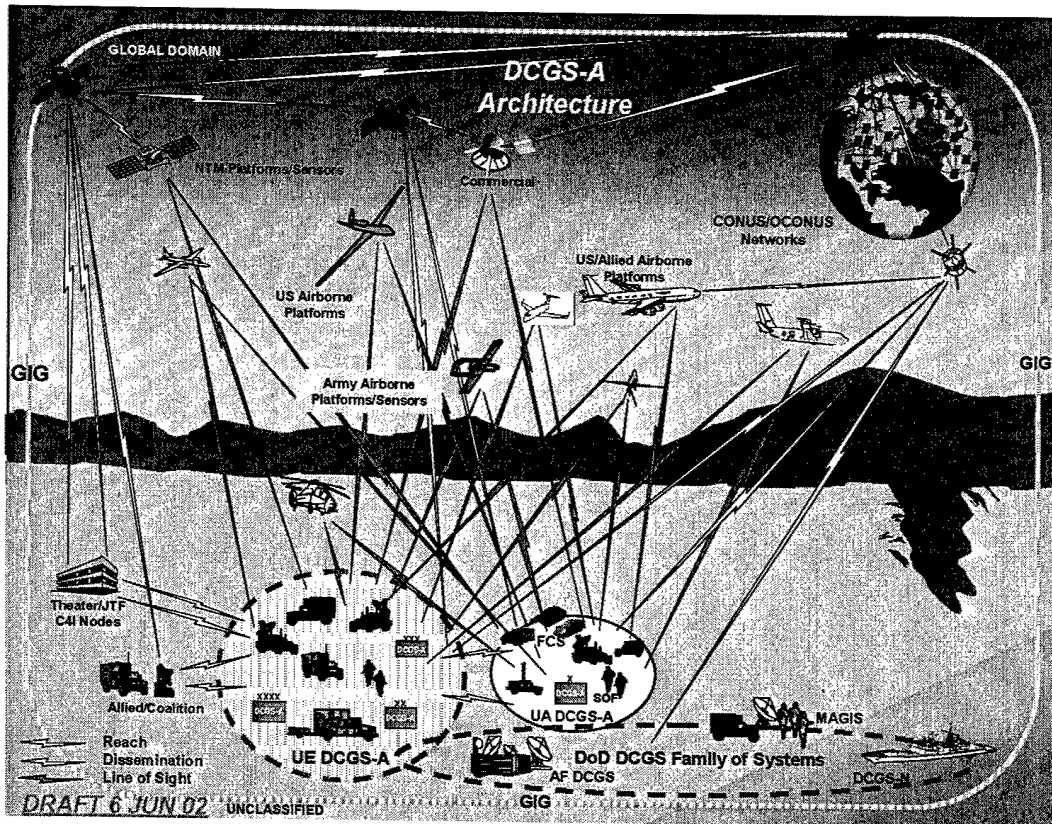 GLOBAL DOMAIN
DCGS-A
Architecture
NTM Platforms/Sensors
Commercial
CONUS/OCONUS
Networks
US/Allied Airborne
Platforms
US Airborne
Platforms
GIG
GIG
Army Airborne
Platforms/Sensors
Theater/JTF
C4I Nodes
FCS
XXX
DCGS-A
X
DCGS-A
SOF
Allied/Coalition
XXXX
DCGS-A
XX
DCGS-A
UA DCGS-A
MAGIS
UE DCGS-A
DoD DCGS Family of Systems
AF DCGS
DCGS-N
Reach
Dissemination
Line of Sight
GIG
DRAFT 6 JUN 02
UNCLASSIFIED